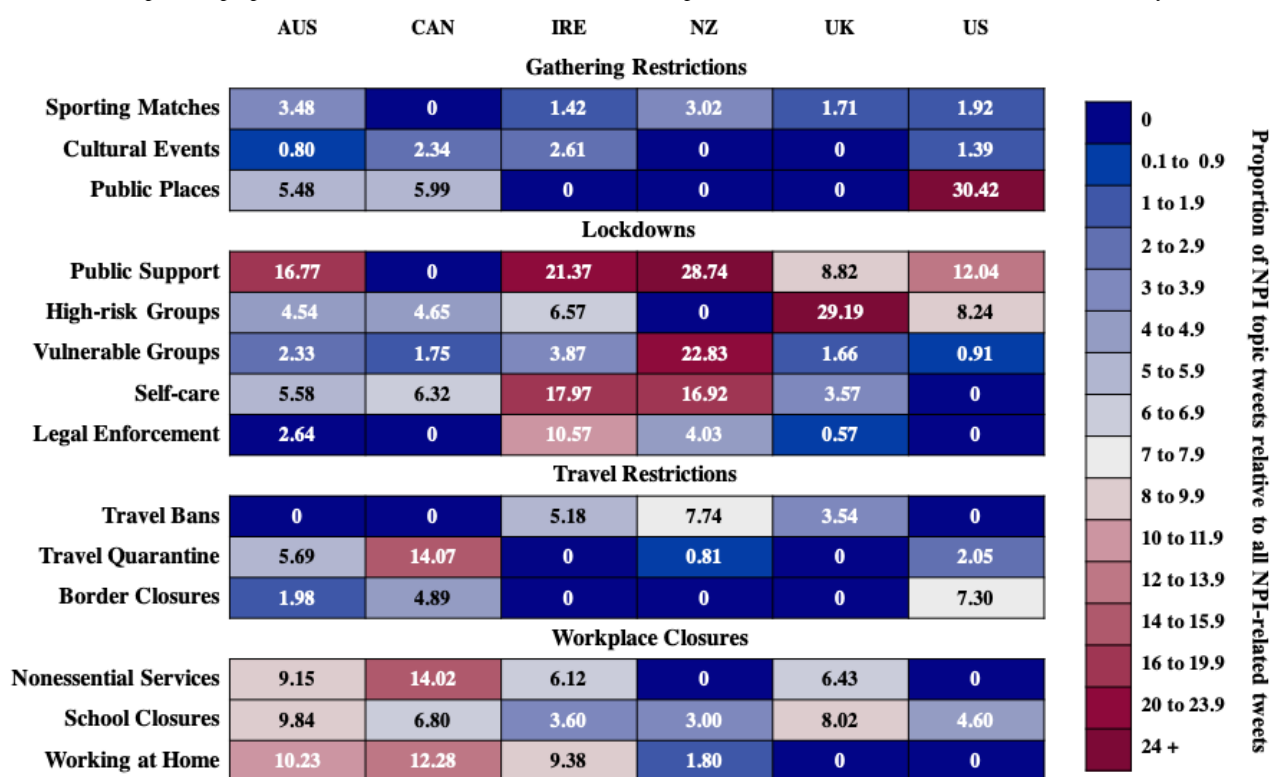 AUS CAN IRE NZ UK US
Gathering Restrictions
Sporting Matches 3.48 0 1.42 3.02 1.71 1.92
Cultural Events 0.80 2.34 2.61 0 0 1.39
Public Places 5.48 5.99 0 0 0 30.42
Lockdowns
Public Support 16.77 0 21.37 28.74 8.82 12.04
High-risk Groups 4.54 4.65 6.57 0 29.19 8.24
Vulnerable Groups 2.33 1.75 3.87 22.83 1.66 0.91
Self-care 5.58 6.32 17.97 16.92 3.57 0
Legal Enforcement 2.64 0 10.57 4.03 0.57 0
Travel Restrictions
Travel Bans 0 0 5.18 7.74 3.54 0
Travel Quarantine 5.69 14.07 0 0.81 0 2.05
Border Closures 1.98 4.89 0 0 0 7.30
Workplace Closures
Nonessential Services 9.15 14.02 6.12 0 6.43 0
School Closures 9.84 6.80 3.60 3.00 8.02 4.60
Working at Home 10.23 12.28 9.38 1.80 0 0
0
0.1 to 0.9
1 to 1.9
2 to 2.9
3 to 3.9
4 to 4.9
5 to 5.9
6 to 6.9
7 to 7.9
8 to 9.9
10 to 11.9
12 to 13.9
14 to 15.9
16 to 19.9
20 to 23.9
24 +
Proportion of NPI topic tweets relative to all NPI-related tweets